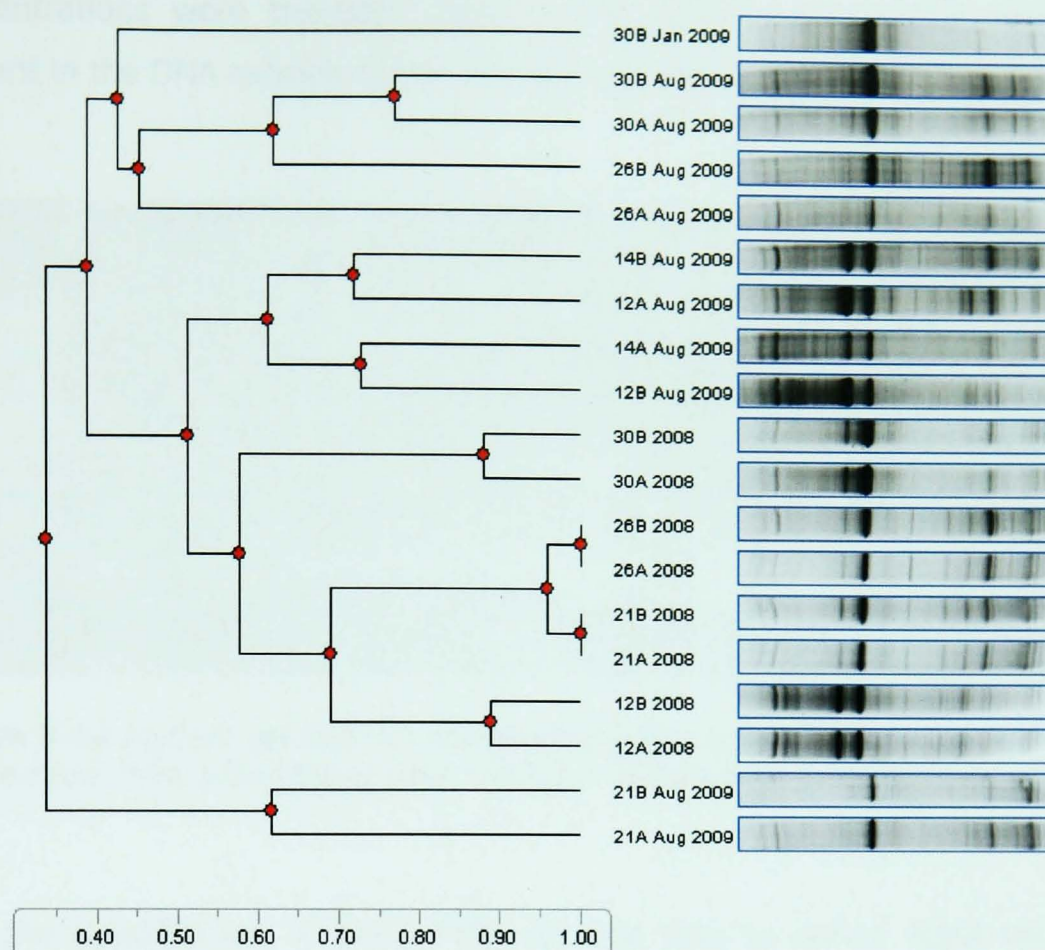 30B Jan 2009
30B Aug 2009
30A Aug 2009
26B Aug 2009
26A Aug 2009
14B Aug 2009
12A Aug 2009
14A Aug 2009
12B Aug 2009
30B 2008
30A 2008
26B 2008
26A 2008
21B 2008
21A 2008
12B 2008
12A 2008
21B Aug 2009
21A Aug 2009
0.40 0.50 0.60 0.70 0.80 0.90 1.00